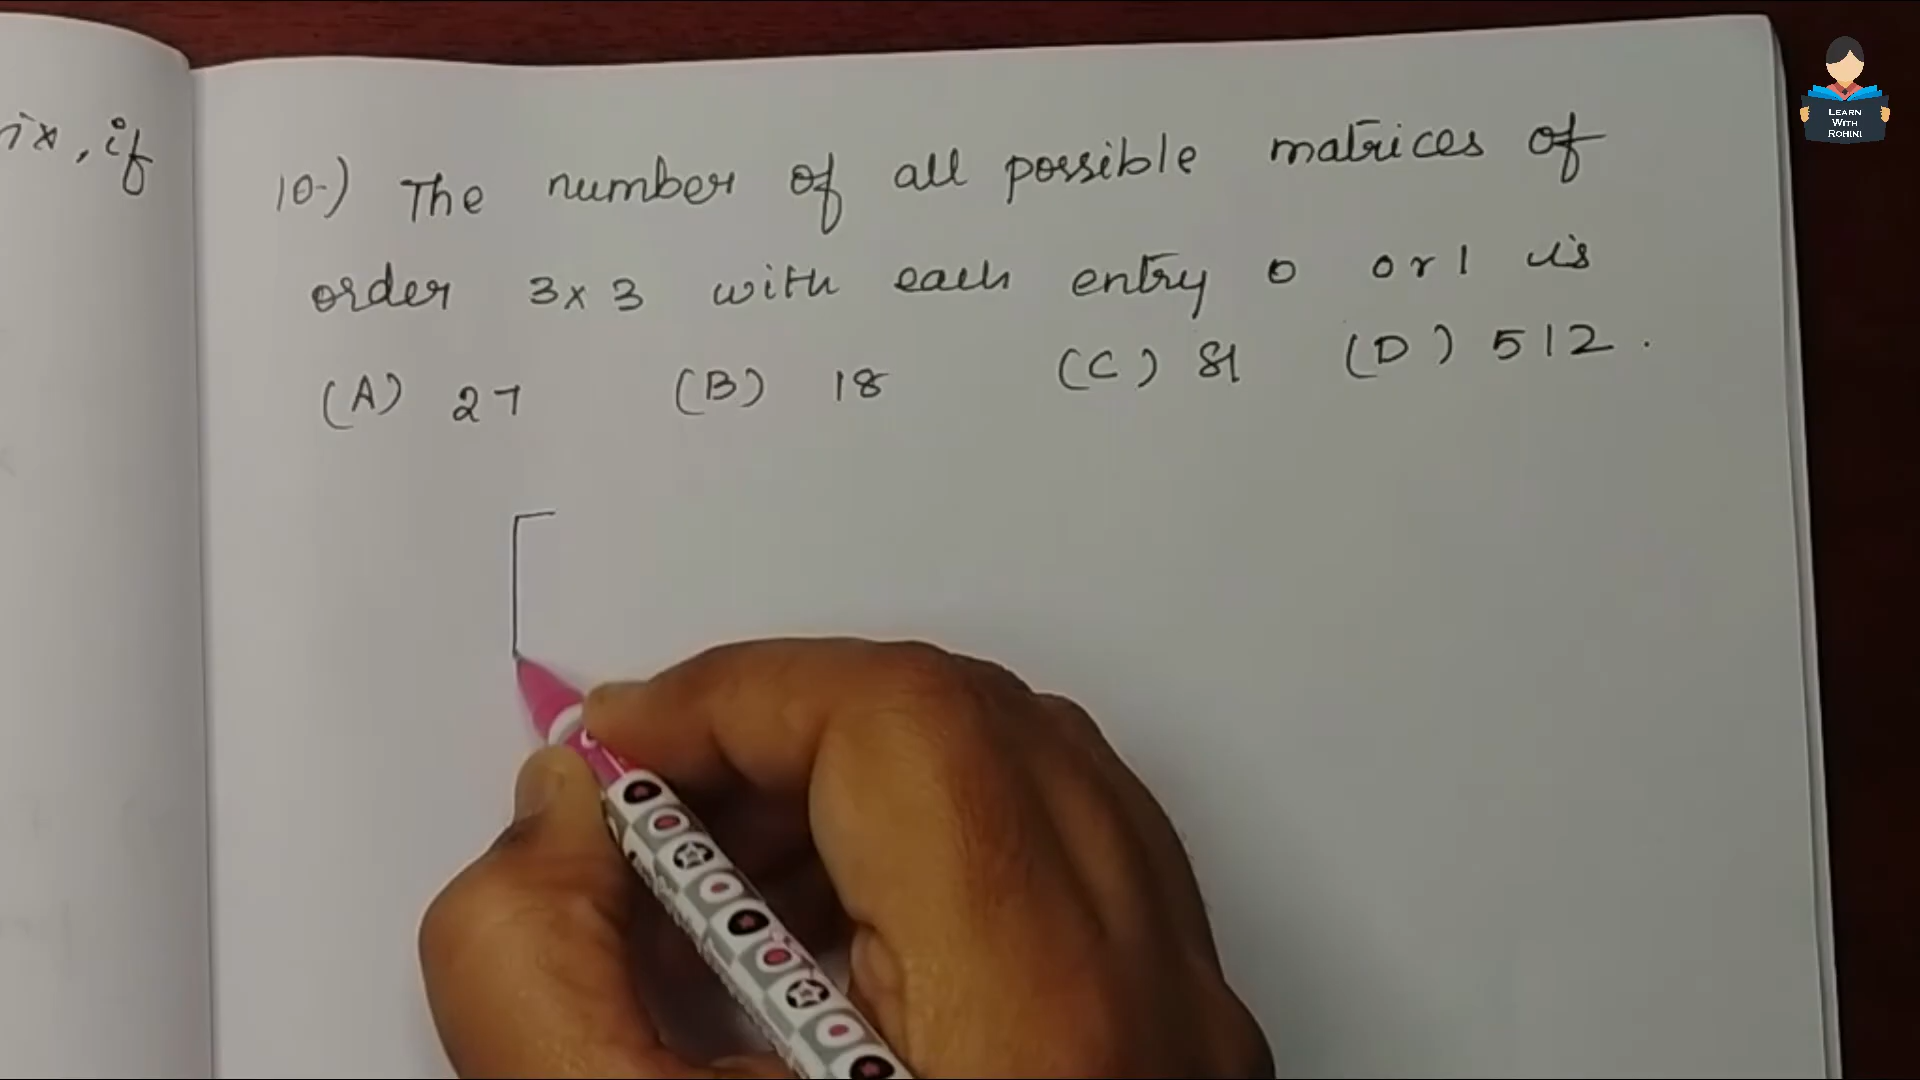 ix, if
10.) The number of all possible matrices of
order 3x3 with each entry 0 or 1 is
(A) 27 (B) 18 (C) 81 (D) 512.
LEARN
WITH
ROHINI